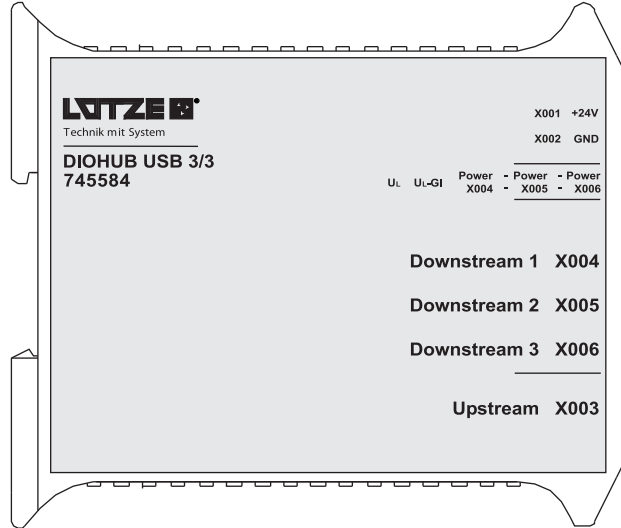 LÜTZE
Technik mit System
DIOHUB USB 3/3
745584
X001 +24V
X002 GND
UL UL-GI Power - Power - Power
X004 - X005 - X006
Downstream 1 X004
Downstream 2 X005
Downstream 3 X006
Upstream X003